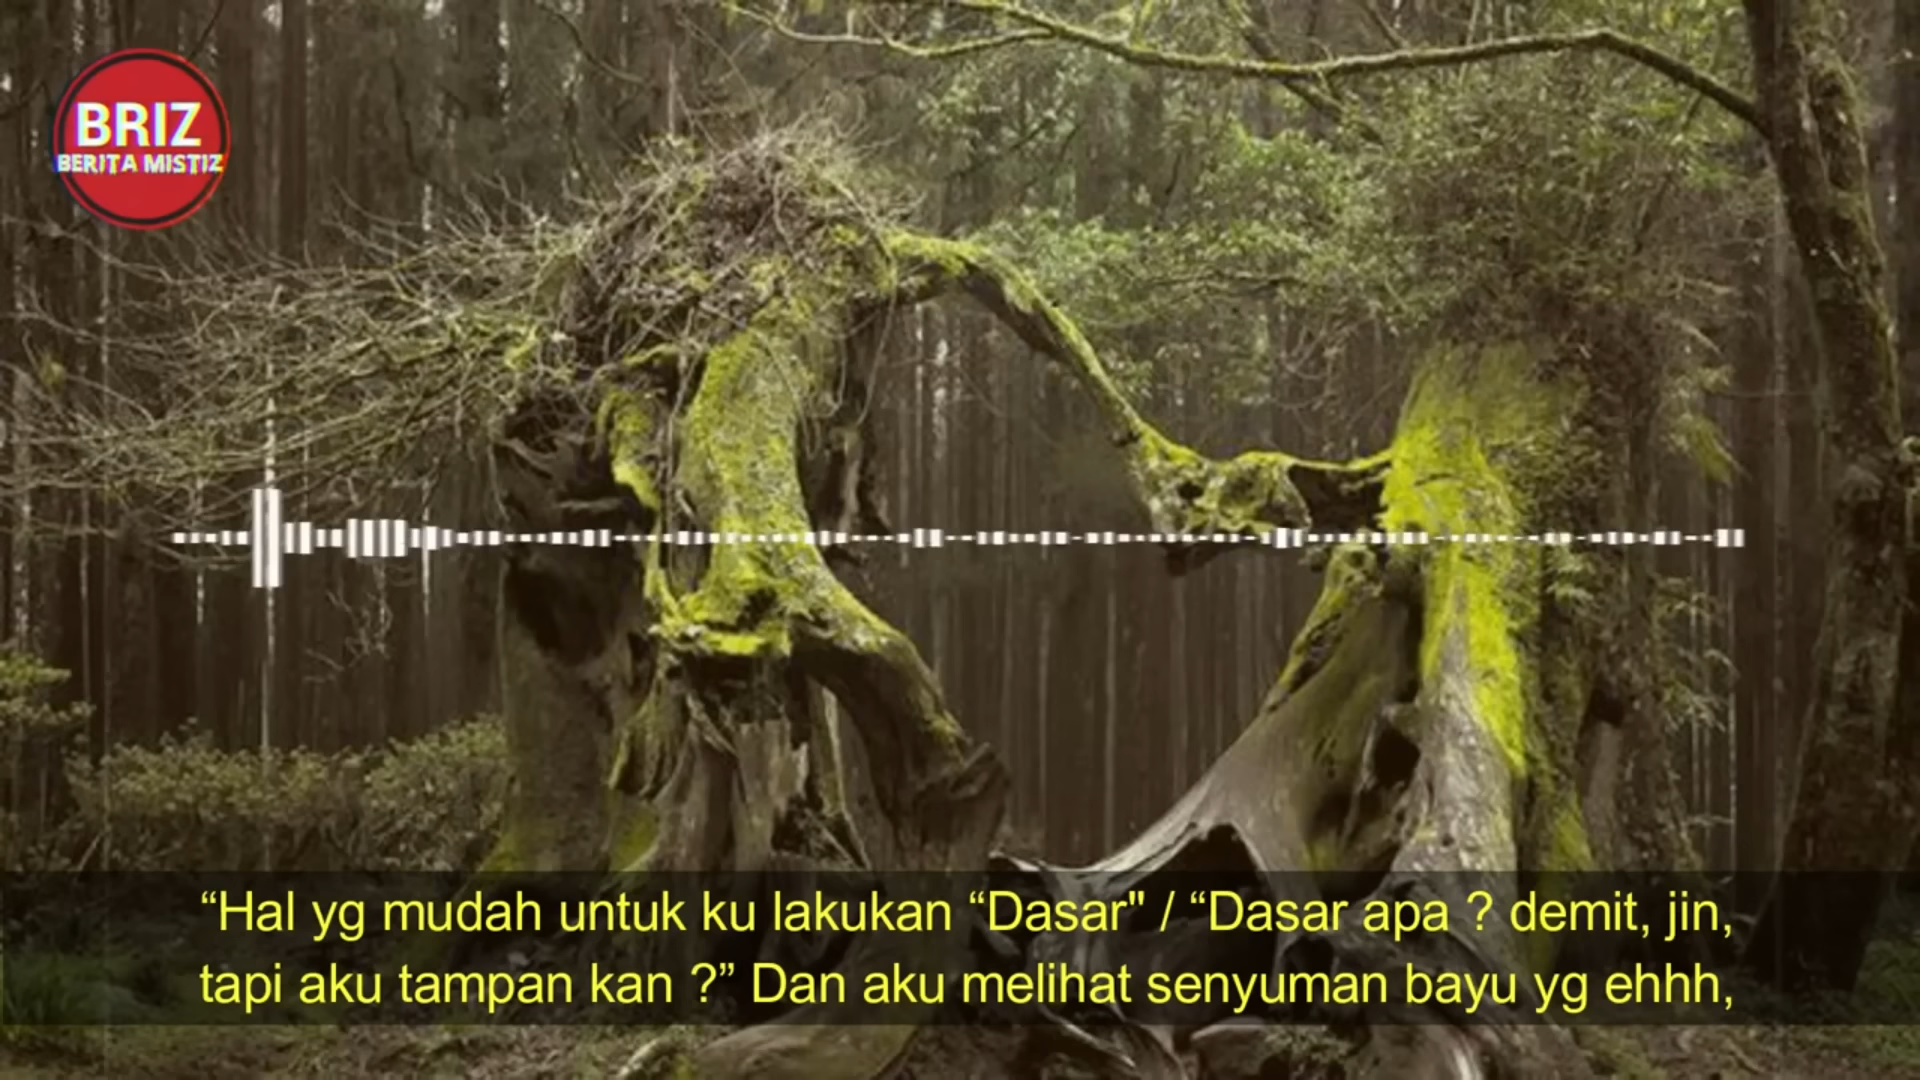 BRIZ
BERITA MISTIZ
“Hal yg mudah untuk ku lakukan “Dasar" / “Dasar apa ? demit, jin,
tapi aku tampan kan ?” Dan aku melihat senyuman bayu yg ehhh,